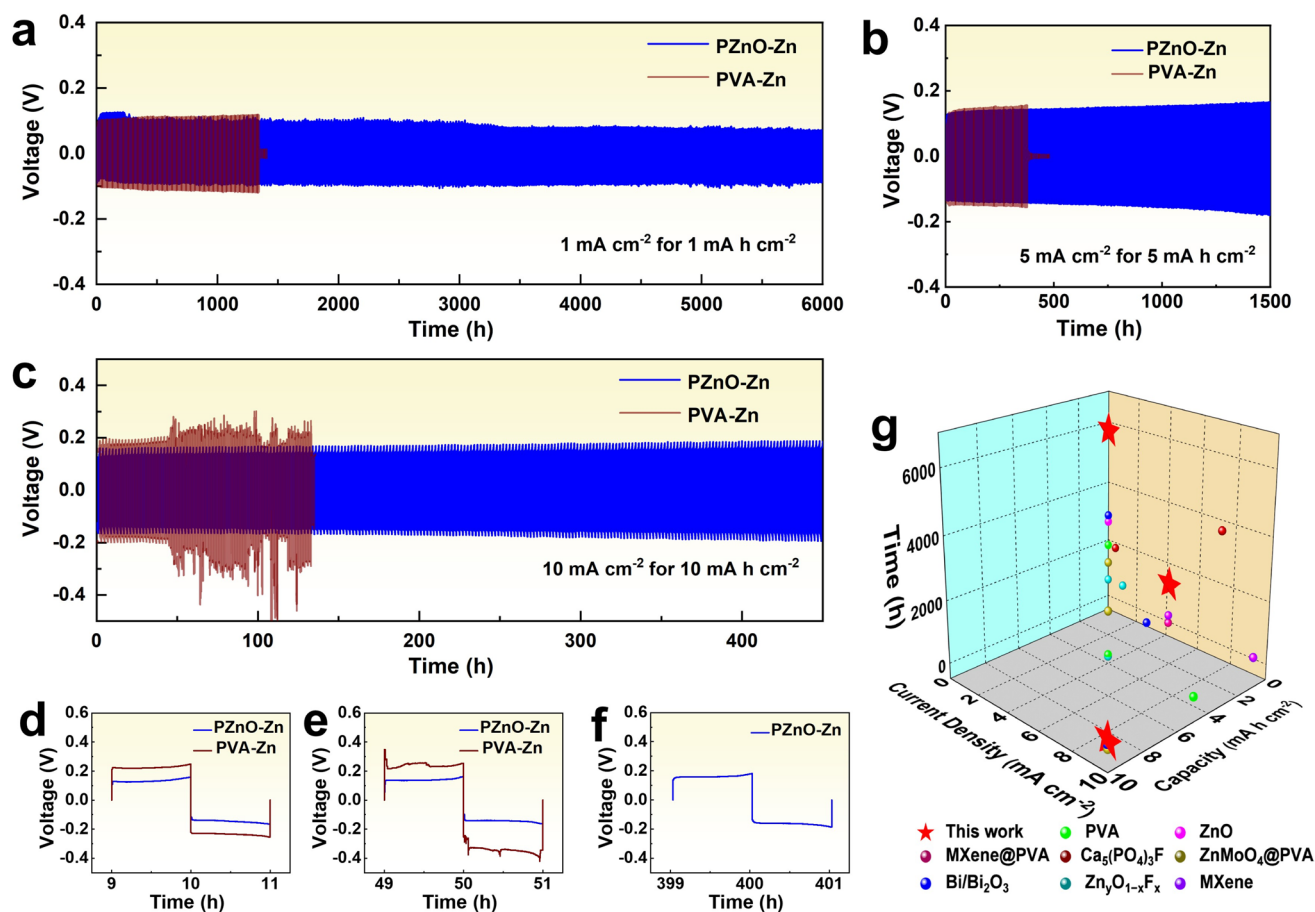 a
0.4
0.2
0.0
-0.2
-0.4
Voltage (V)
PZnO-Zn
PVA-Zn
1 mA cm⁻² for 1 mA h cm⁻²
0 1000 2000 3000 4000 5000 6000
Time (h)
b
0.4
0.2
0.0
-0.2
-0.4
Voltage (V)
PZnO-Zn
PVA-Zn
5 mA cm⁻² for 5 mA h cm⁻²
0 500 1000 1500
Time (h)
c
0.4
0.2
0.0
-0.2
-0.4
Voltage (V)
PZnO-Zn
PVA-Zn
10 mA cm⁻² for 10 mA h cm⁻²
0 100 200 300 400
Time (h)
d
0.6
0.4
0.2
0.0
-0.2
-0.4
Voltage (V)
PZnO-Zn
PVA-Zn
9 10 11
Time (h)
e
0.6
0.4
0.2
0.0
-0.2
-0.4
Voltage (V)
PZnO-Zn
PVA-Zn
49 50 51
Time (h)
f
0.6
0.4
0.2
0.0
-0.2
-0.4
Voltage (V)
PZnO-Zn
399 400 401
Time (h)
g
6000
4000
2000
0
Time (h)
0 2 4 6 8 10
Current Density (mA cm⁻²)
10 8 6 4 2 0
Capacity (mA h cm⁻²)
This work PVA ZnO
MXene@PVA Ca₅(PO₄)₃F ZnMoO₄@PVA
Bi/Bi₂O₃ ZnᵧO₁₋ₓFₓ MXene